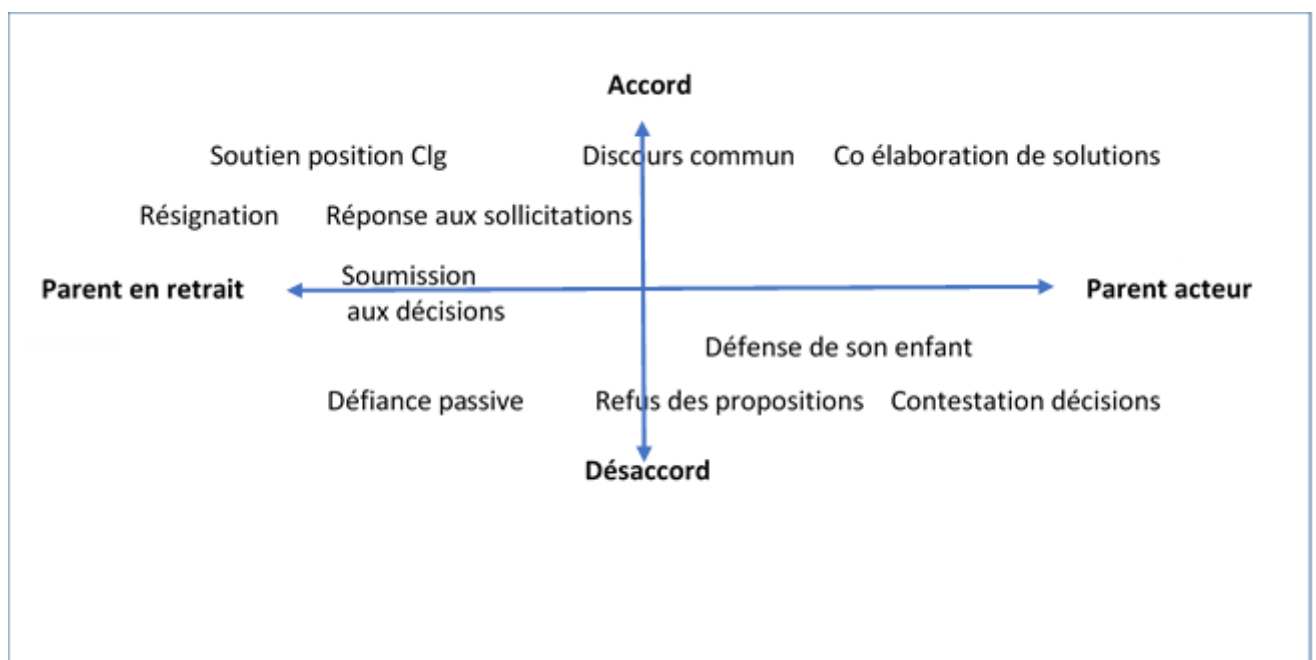 Accord
Soutien position Clg Discours commun Co élaboration de solutions
Résignation Réponse aux sollicitations
Soumission
Parent en retrait Parent acteur
aux décisions
Défense de son enfant
Défiance passive Refus des propositions Contestation décisions
Désaccord